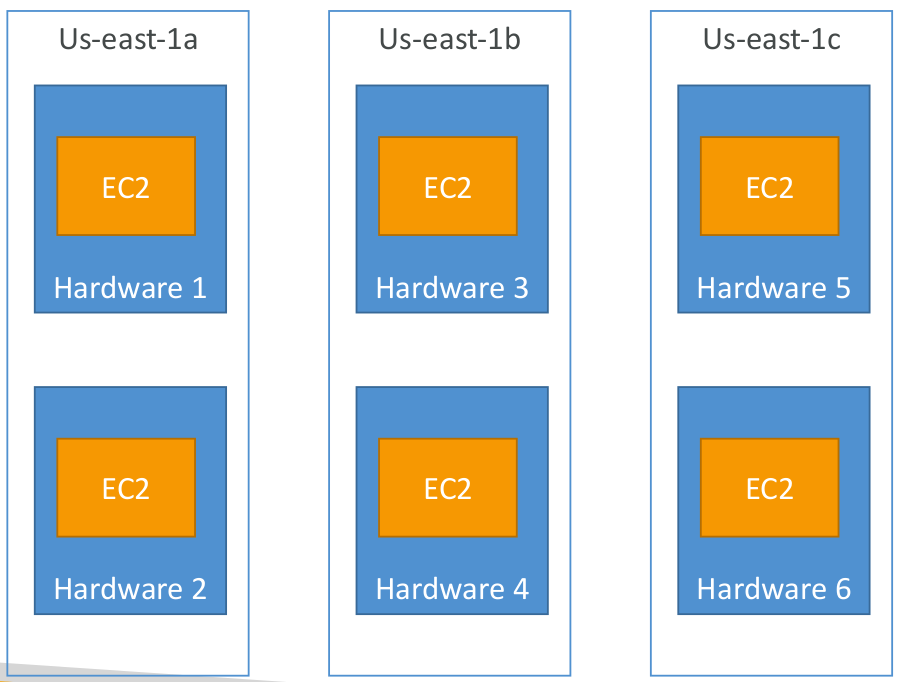 Us-east-1a
Us-east-1b
Us-east-1c
EC2
EC2
EC2
Hardware 1
Hardware 3
Hardware 5
EC2
EC2
EC2
Hardware 2
Hardware 4
Hardware 6